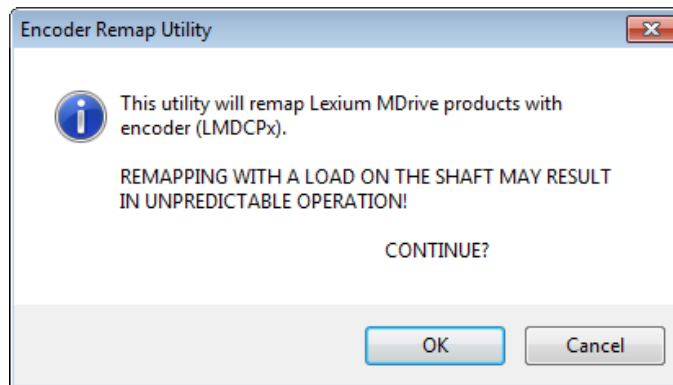 Encoder Remap Utility
This utility will remap Lexium MDrive products with
encoder (LMDCPx).
REMAPPING WITH A LOAD ON THE SHAFT MAY RESULT
IN UNPREDICTABLE OPERATION!
CONTINUE?
OK
Cancel